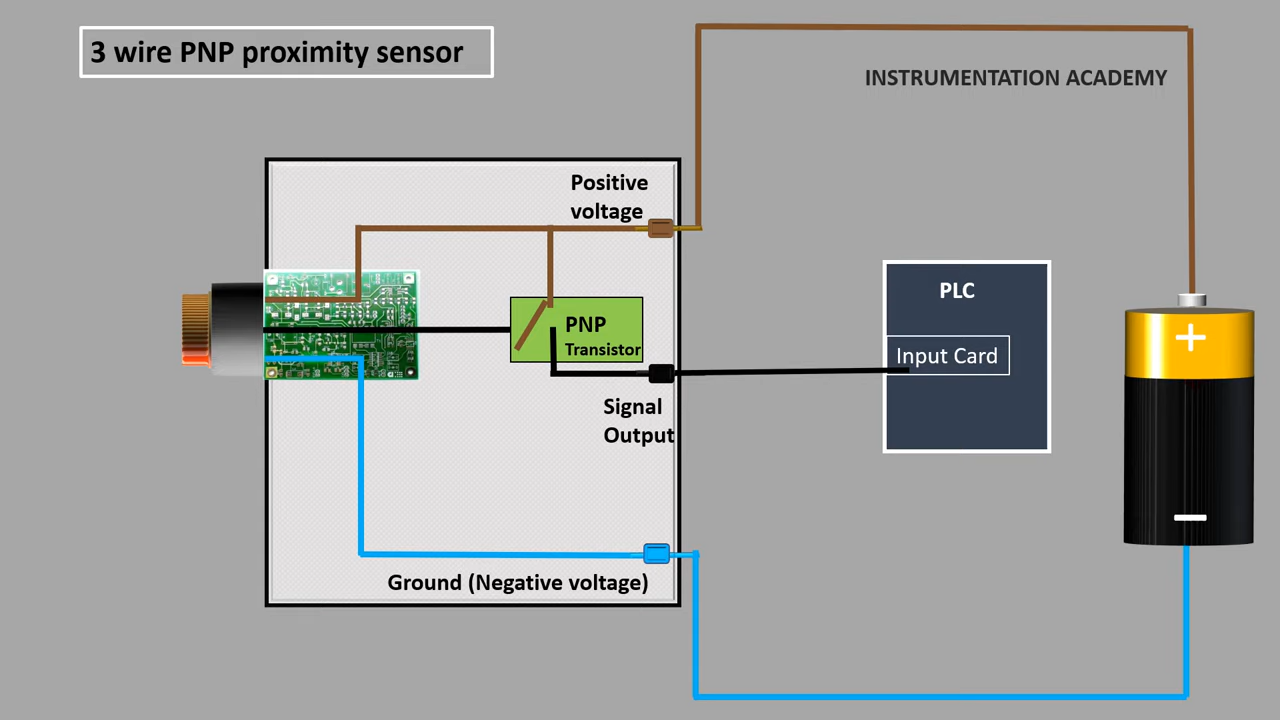 3 wire PNP proximity sensor
INSTRUMENTATION ACADEMY
Positive
voltage
PLC
PNP
Transistor
Input Card
Signal
Output
Ground (Negative voltage)
+
−